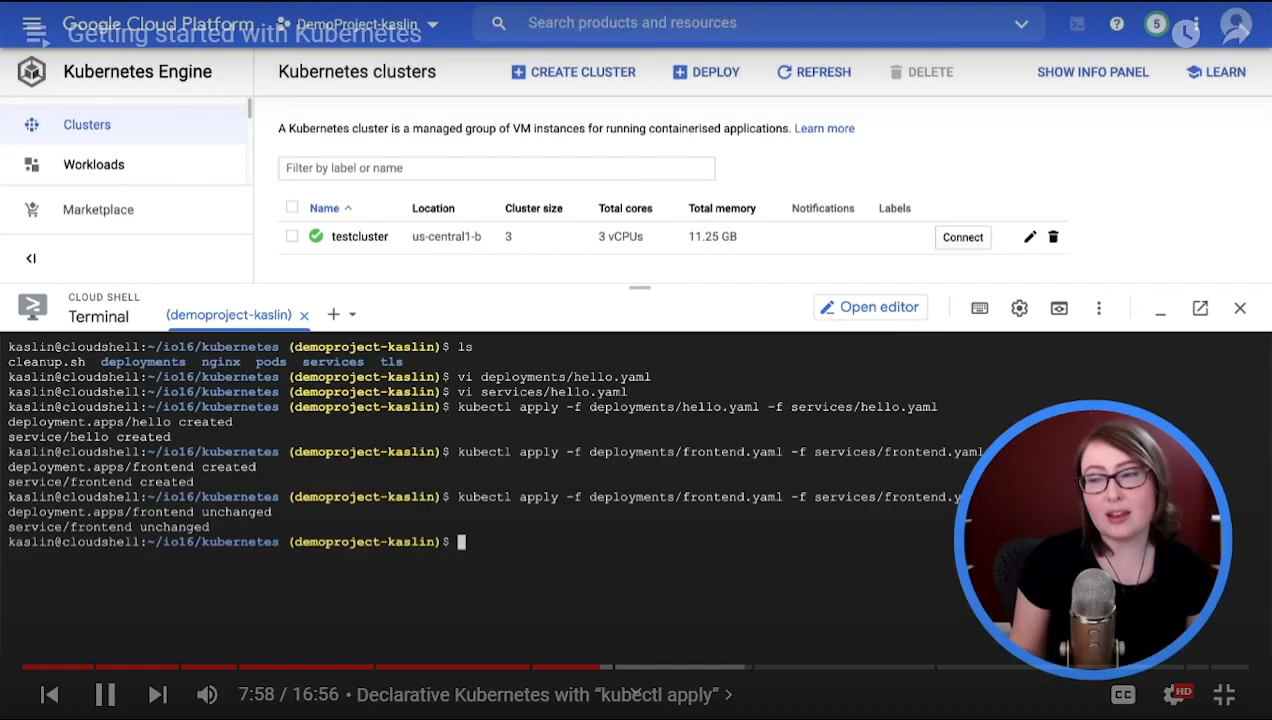 Google Cloud Platform
DemoProject-kaslin
Search products and resources
5
Getting started with Kubernetes
Kubernetes Engine
Kubernetes clusters
CREATE CLUSTER
DEPLOY
REFRESH
DELETE
SHOW INFO PANEL
LEARN
Clusters
Workloads
Marketplace
A Kubernetes cluster is a managed group of VM instances for running containerised applications. Learn more
Filter by label or name
Name Location Cluster size Total cores Total memory Notifications Labels
testcluster us-central1-b 3 3 vCPUs 11.25 GB Connect
CLOUD SHELL
Terminal
(demoproject-kaslin)
Open editor
kaslin@cloudshell:~/io16/kubernetes (demoproject-kaslin)$ ls
cleanup.sh deployments nginx pods services tls
kaslin@cloudshell:~/io16/kubernetes (demoproject-kaslin)$ vi deployments/hello.yaml
kaslin@cloudshell:~/io16/kubernetes (demoproject-kaslin)$ vi services/hello.yaml
kaslin@cloudshell:~/io16/kubernetes (demoproject-kaslin)$ kubectl apply -f deployments/hello.yaml -f services/hello.yaml
deployment.apps/hello created
service/hello created
kaslin@cloudshell:~/io16/kubernetes (demoproject-kaslin)$ kubectl apply -f deployments/frontend.yaml -f services/frontend.yaml
deployment.apps/frontend created
service/frontend created
kaslin@cloudshell:~/io16/kubernetes (demoproject-kaslin)$ kubectl apply -f deployments/frontend.yaml -f services/frontend.y
deployment.apps/frontend unchanged
service/frontend unchanged
kaslin@cloudshell:~/io16/kubernetes (demoproject-kaslin)$
7:58 / 16:56 • Declarative Kubernetes with “kubectl apply”
CC
HD